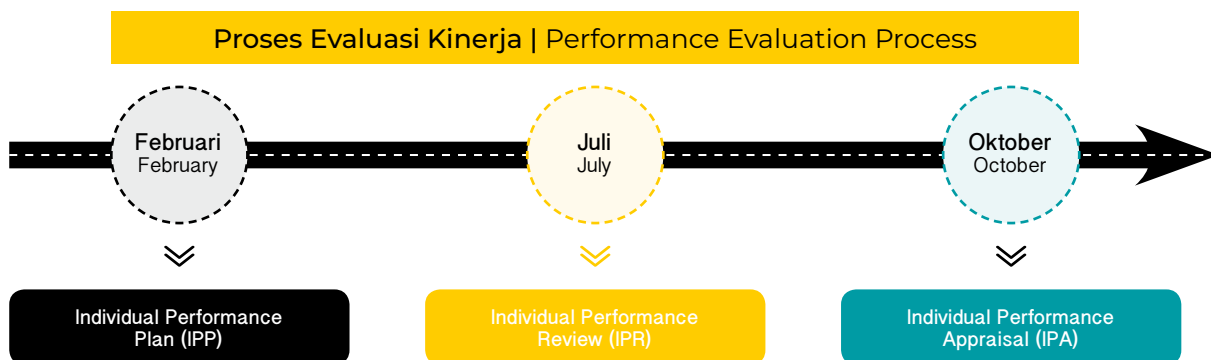 Proses Evaluasi Kinerja | Performance Evaluation Process
Februari
February
Juli
July
Oktober
October
Individual Performance
Plan (IPP)
Individual Performance
Review (IPR)
Individual Performance
Appraisal (IPA)